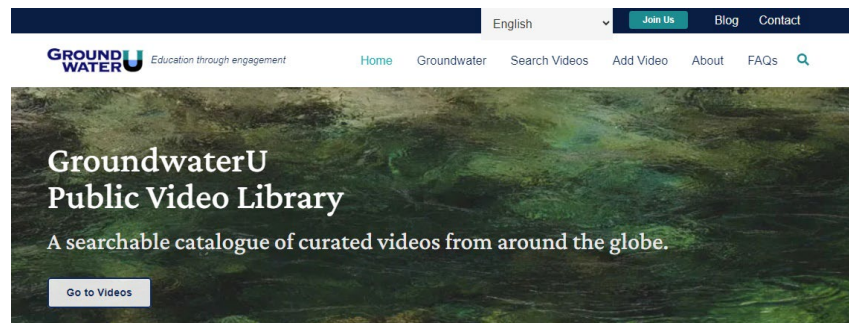 English
Join Us
Blog
Contact
GROUND
WATER
U
Education through engagement
Home
Groundwater
Search Videos
Add Video
About
FAQs
GroundwaterU
Public Video Library
A searchable catalogue of curated videos from around the globe.
Go to Videos